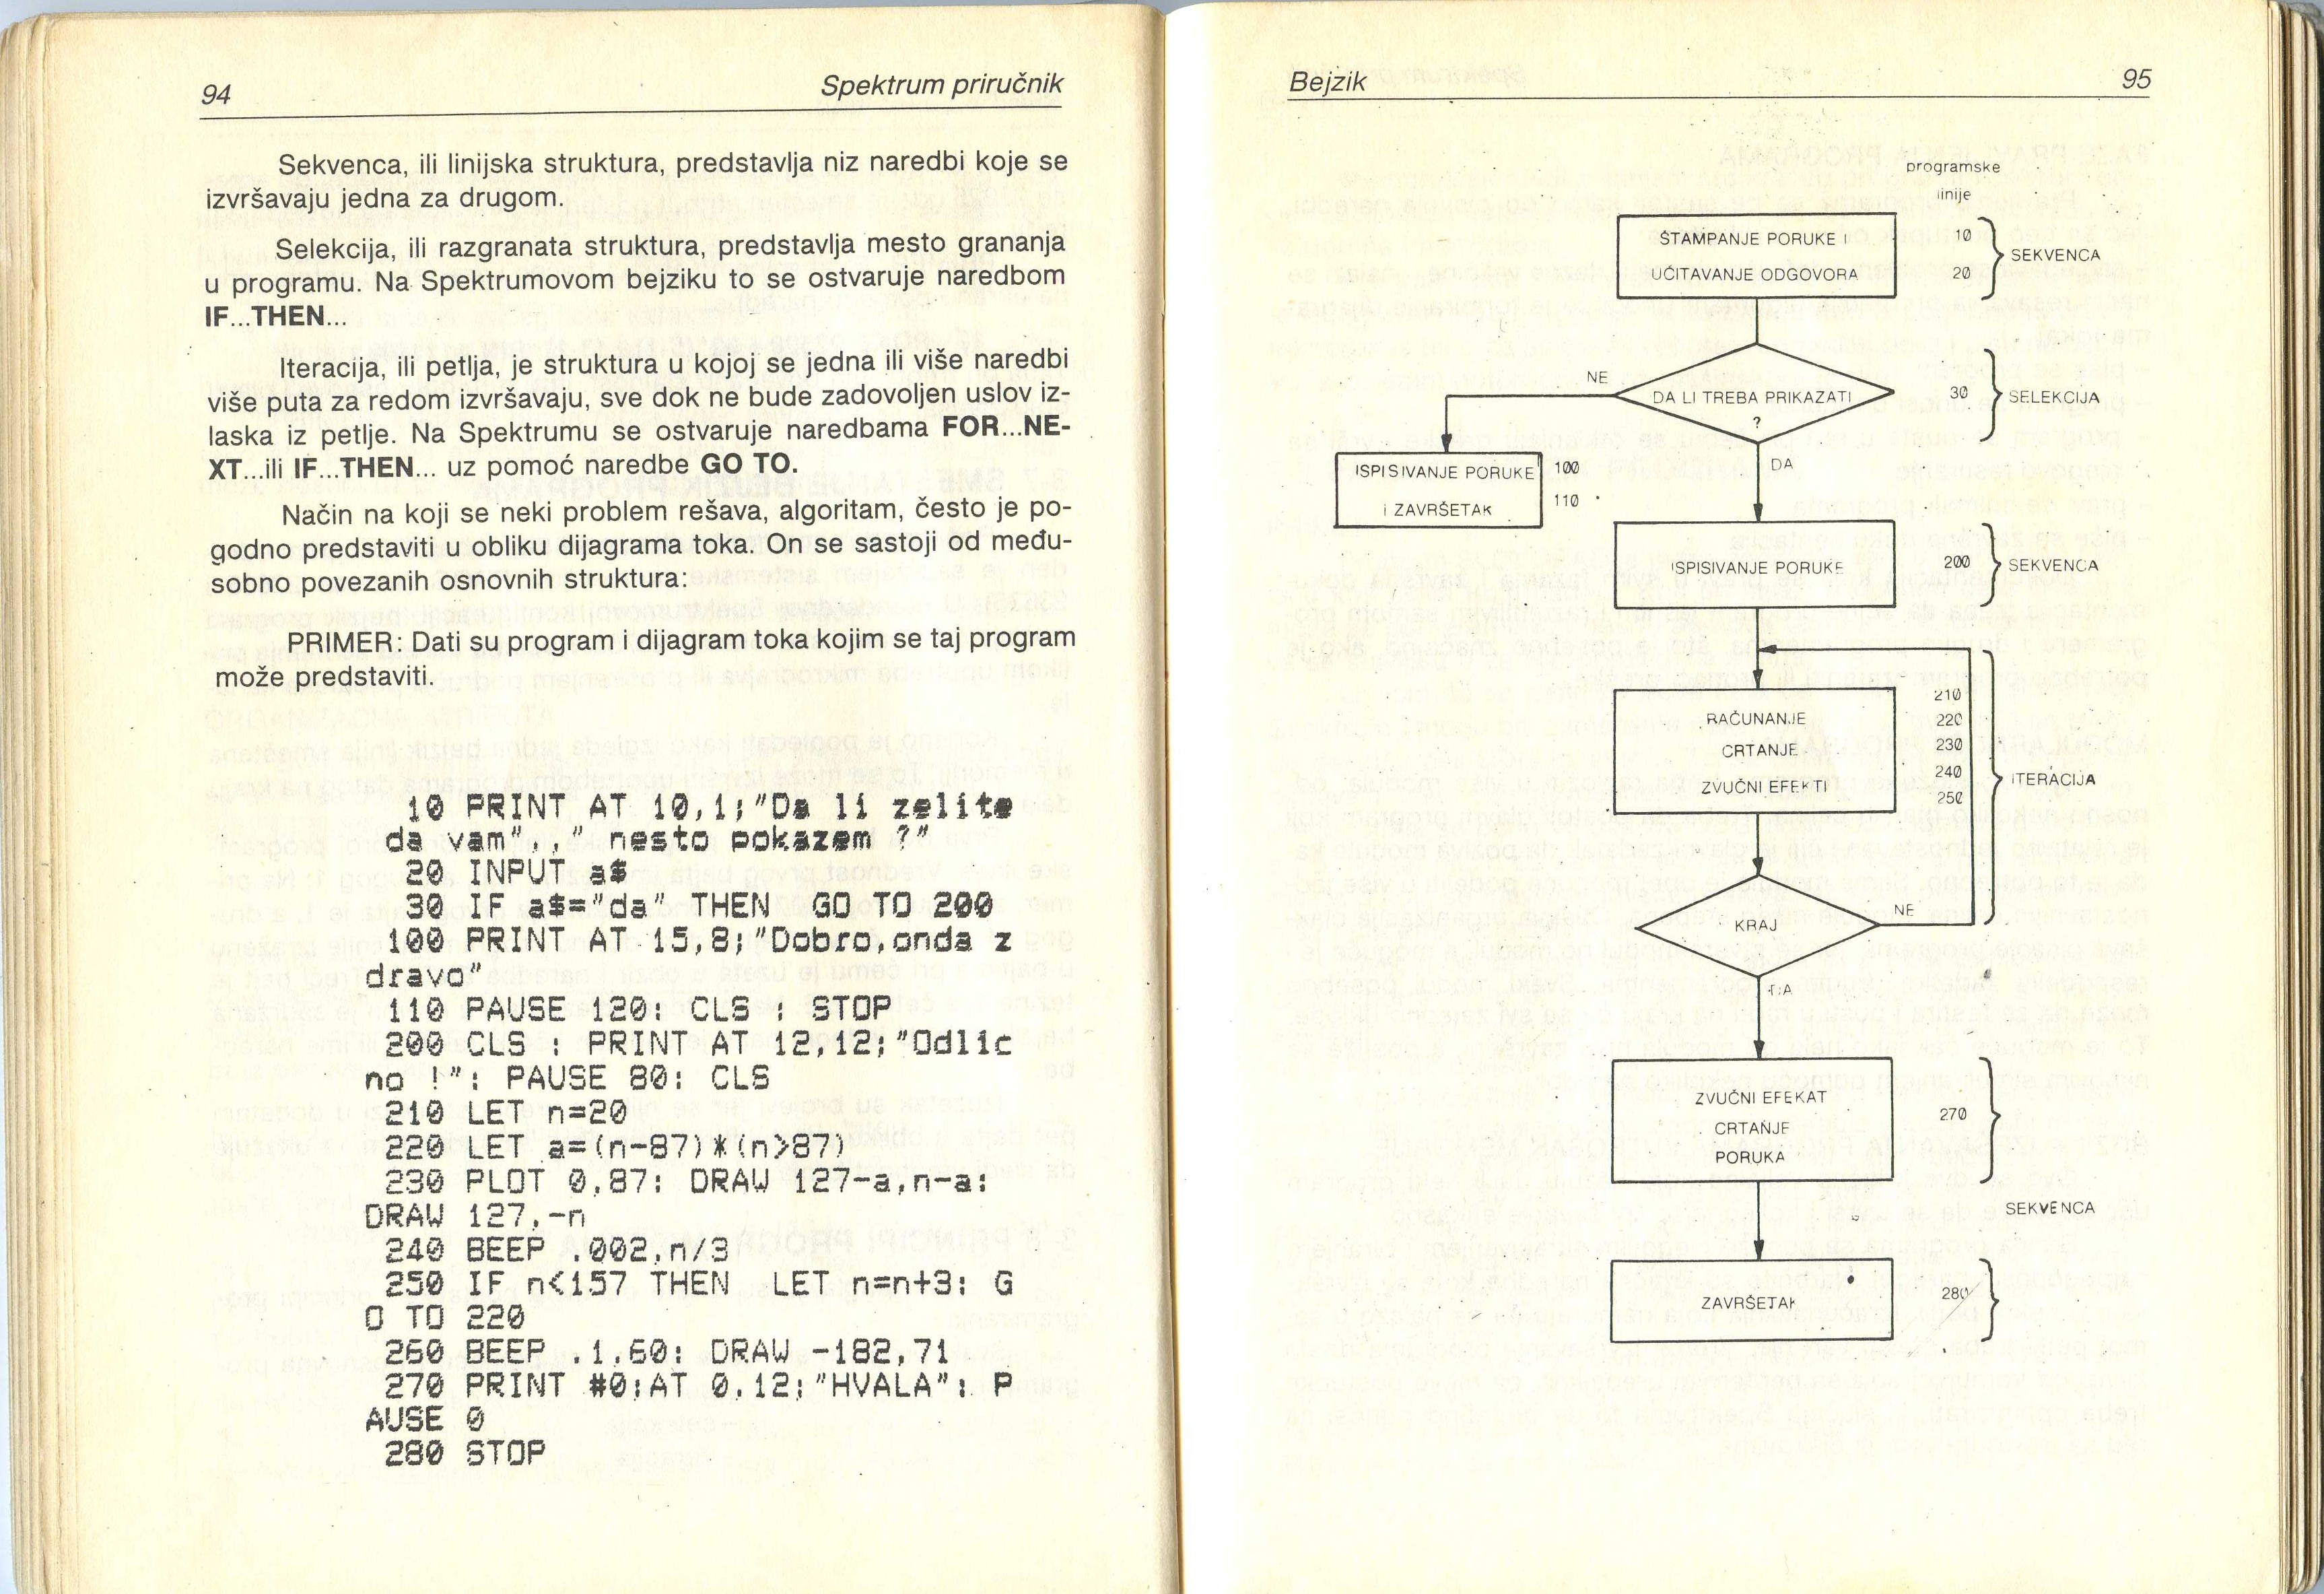 94
Spektrum priručnik
Sekvenca, ili linijska struktura, predstavlja niz naredbi koje se
izvršavaju jedna za drugom.
Selekcija, ili razgranata struktura, predstavlja mesto grananja
u programu. Na Spektrumovom bejziku to se ostvaruje naredbom
IF...THEN...
Iteracija, ili petlja, je struktura u kojoj se jedna ili više naredbi
više puta za redom izvršavaju, sve dok ne bude zadovoljen uslov iz-
laska iz petlje. Na Spektrumu se ostvaruje naredbama FOR...NE-
XT...ili IF...THEN... uz pomoć naredbe GO TO.
Način na koji se neki problem rešava, algoritam, često je po-
godno predstaviti u obliku dijagrama toka. On se sastoji od među-
sobno povezanih osnovnih struktura:
PRIMER: Dati su program i dijagram toka kojim se taj program
može predstaviti.
10 PRINT AT 10,1;"Da li zelite
da vam",," nesto pokazem ?"
20 INPUT a$
30 IF a$="da" THEN GO TO 200
100 PRINT AT 15,8;"Dobro,onda z
dravo"
110 PAUSE 120: CLS : STOP
200 CLS : PRINT AT 12,12;"Odlic
no !": PAUSE 80: CLS
210 LET n=20
220 LET a=(n-87)*(n>87)
230 PLOT 0,87: DRAW 127-a,n-a:
DRAW 127,-n
240 BEEP .002,n/3
250 IF n<157 THEN LET n=n+3: G
O TO 220
260 BEEP .1,60: DRAW -182,71
270 PRINT #0;AT 0,12;"HVALA": P
AUSE 0
280 STOP
Bejzik
95
programske
linije
ŠTAMPANJE PORUKE I
10
UČITAVANJE ODGOVORA
20
SEKVENCA
NE
DA LI TREBA PRIKAZATI
?
30
SELEKCIJA
DA
ISPISIVANJE PORUKE
100
i ZAVRŠETAK
110
ISPISIVANJE PORUKE
200
SEKVENCA
RAČUNANJE
CRTANJE
ZVUČNI EFEKTI
210
220
230
240
250
ITERACIJA
KRAJ
NE
DA
ZVUČNI EFEKAT
CRTANJE
PORUKA
270
SEKVENCA
ZAVRŠETAK
280